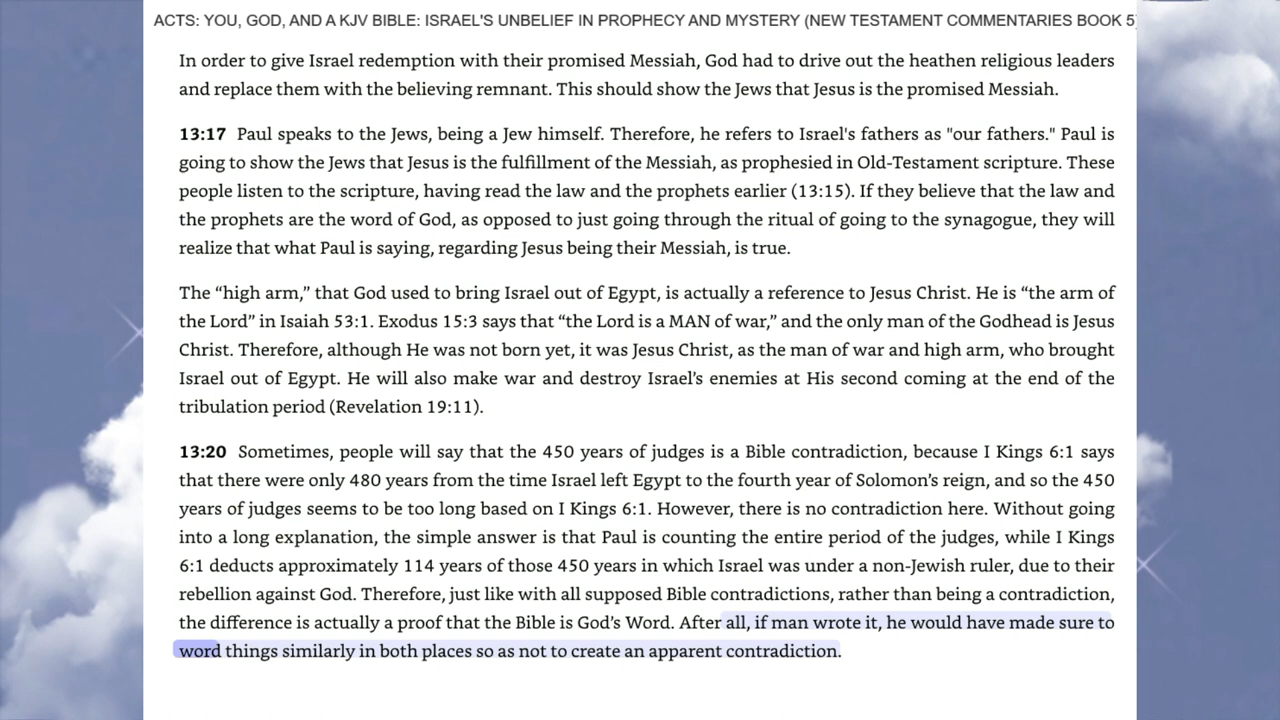 ACTS: YOU, GOD, AND A KJV BIBLE: ISRAEL'S UNBELIEF IN PROPHECY AND MYSTERY (NEW TESTAMENT COMMENTARIES BOOK 5)
In order to give Israel redemption with their promised Messiah, God had to drive out the heathen religious leaders
and replace them with the believing remnant. This should show the Jews that Jesus is the promised Messiah.
13:17 Paul speaks to the Jews, being a Jew himself. Therefore, he refers to Israel's fathers as "our fathers." Paul is
going to show the Jews that Jesus is the fulfillment of the Messiah, as prophesied in Old-Testament scripture. These
people listen to the scripture, having read the law and the prophets earlier (13:15). If they believe that the law and
the prophets are the word of God, as opposed to just going through the ritual of going to the synagogue, they will
realize that what Paul is saying, regarding Jesus being their Messiah, is true.
The “high arm,” that God used to bring Israel out of Egypt, is actually a reference to Jesus Christ. He is “the arm of
the Lord” in Isaiah 53:1. Exodus 15:3 says that “the Lord is a MAN of war,” and the only man of the Godhead is Jesus
Christ. Therefore, although He was not born yet, it was Jesus Christ, as the man of war and high arm, who brought
Israel out of Egypt. He will also make war and destroy Israel’s enemies at His second coming at the end of the
tribulation period (Revelation 19:11).
13:20 Sometimes, people will say that the 450 years of judges is a Bible contradiction, because I Kings 6:1 says
that there were only 480 years from the time Israel left Egypt to the fourth year of Solomon’s reign, and so the 450
years of judges seems to be too long based on I Kings 6:1. However, there is no contradiction here. Without going
into a long explanation, the simple answer is that Paul is counting the entire period of the judges, while I Kings
6:1 deducts approximately 114 years of those 450 years in which Israel was under a non-Jewish ruler, due to their
rebellion against God. Therefore, just like with all supposed Bible contradictions, rather than being a contradiction,
the difference is actually a proof that the Bible is God’s Word. After all, if man wrote it, he would have made sure to
word things similarly in both places so as not to create an apparent contradiction.